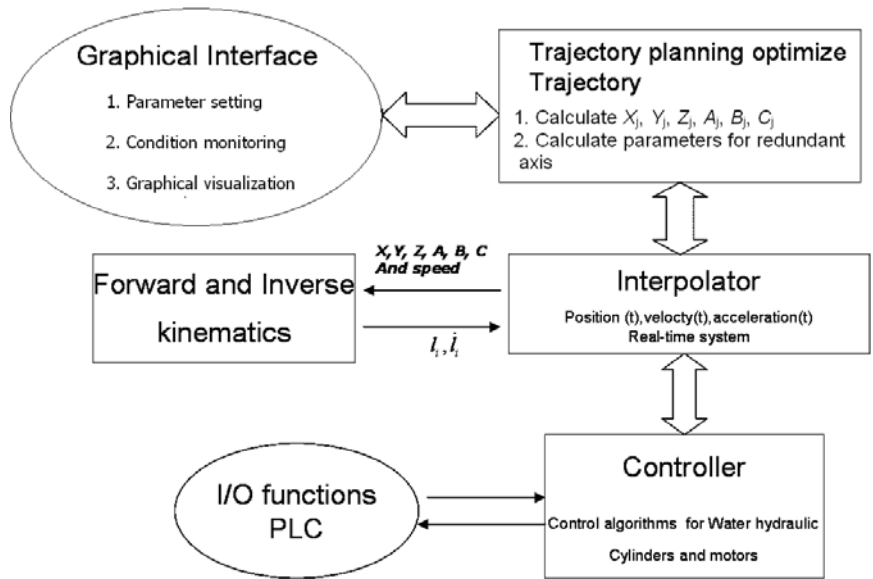 Graphical Interface
1. Parameter setting
2. Condition monitoring
3. Graphical visualization
Trajectory planning optimize
Trajectory
1. Calculate Xj, Yj, Zj, Aj, Bj, Cj
2. Calculate parameters for redundant
axis
X,Y, Z, A, B, C
And speed
Forward and Inverse
kinematics
l_i, l̇_i
Interpolator
Position (t),velocty(t),acceleration(t)
Real-time system
I/O functions
PLC
Controller
Control algorithms for Water hydraulic
Cylinders and motors